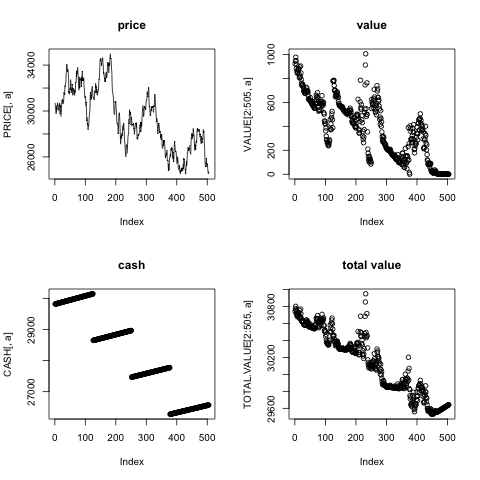 price
PRICE[, a]
34000
30000
26000
0 100 200 300 400 500
Index
value
VALUE[2:505, a]
1000
600
200
0
0 100 200 300 400 500
Index
cash
CASH[, a]
29000
27000
0 100 200 300 400 500
Index
total value
TOTAL.VALUE[2:505, a]
30800
30200
29600
0 100 200 300 400 500
Index